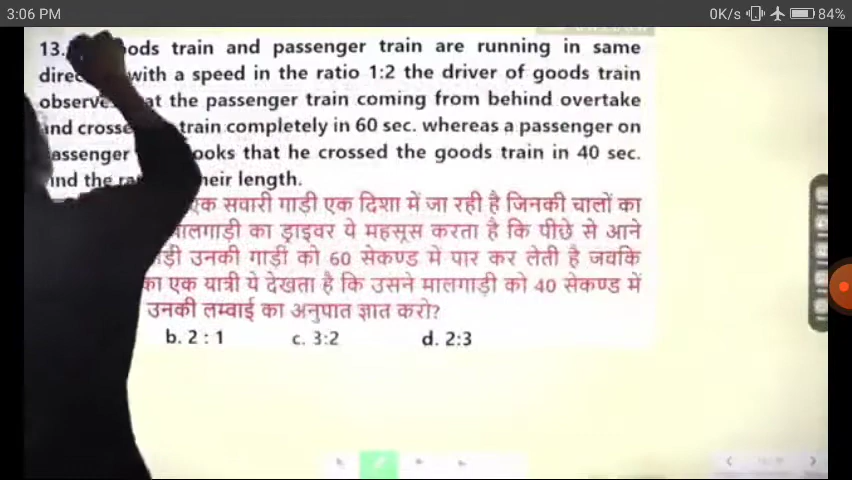 3:06 PM
0K/s 84%
13. ods train and passenger train are running in same
direc with a speed in the ratio 1:2 the driver of goods train
observe at the passenger train coming from behind overtake
and crosse train completely in 60 sec. whereas a passenger on
assenger ooks that he crossed the goods train in 40 sec.
ind the ra heir length.
एक सवारी गाड़ी एक दिशा में जा रही है जिनकी चालों का
मालगाड़ी का ड्राइवर ये महसूस करता है कि पीछे से आने
ड़ी उनकी गाड़ी को 60 सेकण्ड में पार कर लेती है जबकि
का एक यात्री ये देखता है कि उसने मालगाड़ी को 40 सेकण्ड में
उनकी लम्बाई का अनुपात ज्ञात करो?
b. 2 : 1 c. 3:2 d. 2:3